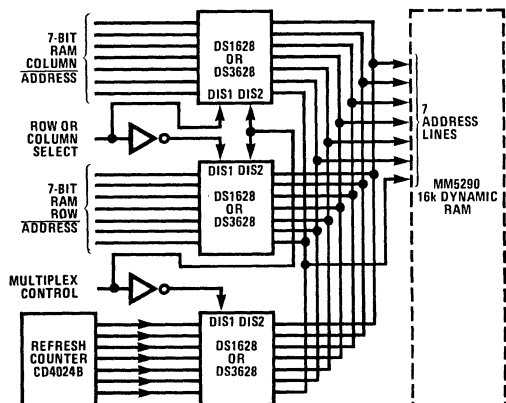 7-BIT
RAM
COLUMN
ADDRESS
DS1628
OR
DS3628
DIS1 DIS2
ROW OR
COLUMN
SELECT
DIS1 DIS2
7-BIT
RAM
ROW
ADDRESS
DS1628
OR
DS3628
MULTIPLEX
CONTROL
REFRESH
COUNTER
CD4024B
DIS1 DIS2
DS1628
OR
DS3628
7
ADDRESS
LINES
MM5290
16k DYNAMIC
RAM